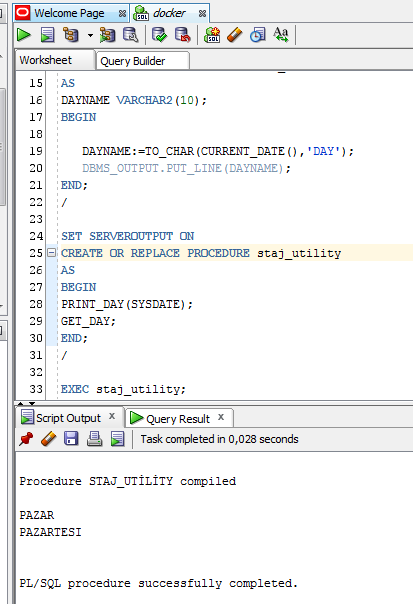 Welcome Page
docker
Worksheet
Query Builder
15 AS
16 DAYNAME VARCHAR2(10);
17 BEGIN
18
19 DAYNAME:=TO_CHAR(CURRENT_DATE(),'DAY');
20 DBMS_OUTPUT.PUT_LINE(DAYNAME);
21 END;
22 /
23
24 SET SERVEROUTPUT ON
25 CREATE OR REPLACE PROCEDURE staj_utility
26 AS
27 BEGIN
28 PRINT_DAY(SYSDATE);
29 GET_DAY;
30 END;
31 /
32
33 EXEC staj_utility;
Script Output
Query Result
Task completed in 0,028 seconds
Procedure STAJ_UTİLİTY compiled
PAZAR
PAZARTESI
PL/SQL procedure successfully completed.